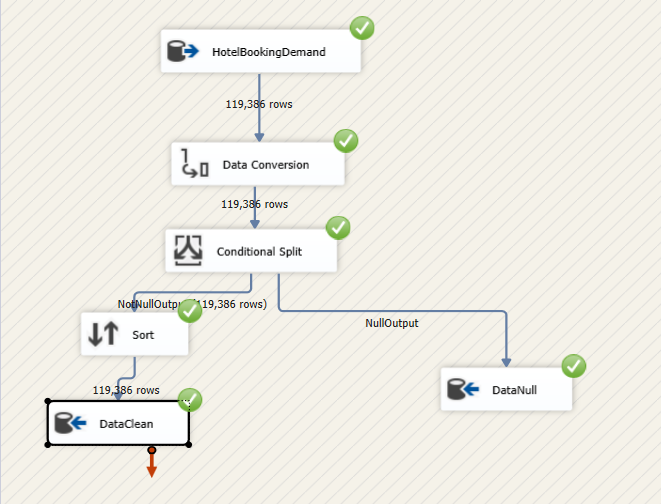 HotelBookingDemand
119,386 rows
Data Conversion
119,386 rows
Conditional Split
NotNullOutput (119,386 rows)
Sort
NullOutput
119,386 rows
DataNull
DataClean